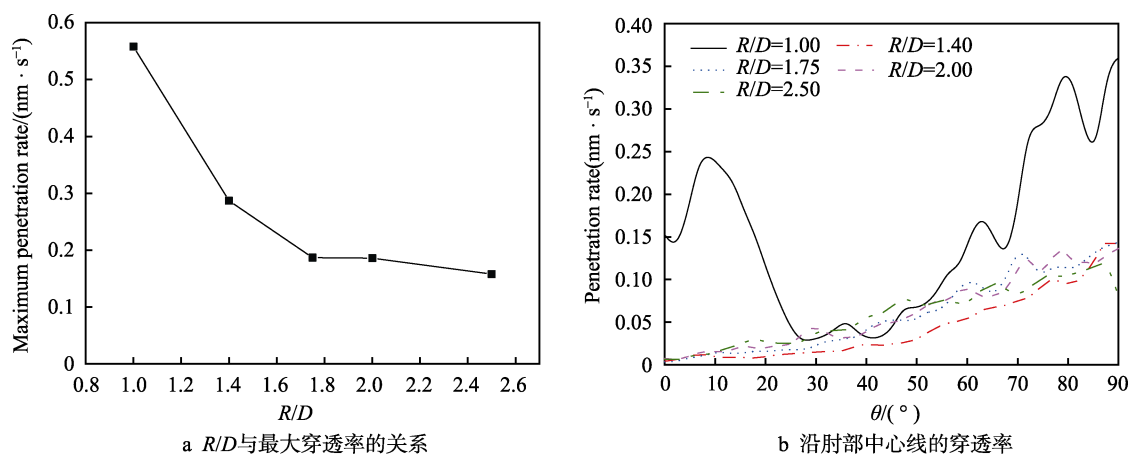 Maximum penetration rate/(nm · s⁻¹)
0.6
0.5
0.4
0.3
0.2
0.1
0
0.8 1.0 1.2 1.4 1.6 1.8 2.0 2.2 2.4 2.6
R/D
a R/D与最大穿透率的关系
Penetration rate(nm · s⁻¹)
0.40
0.35
0.30
0.25
0.20
0.15
0.10
0.05
0
R/D=1.00 R/D=1.40
R/D=1.75 R/D=2.00
R/D=2.50
0 10 20 30 40 50 60 70 80 90
θ/(°)
b 沿肘部中心线的穿透率